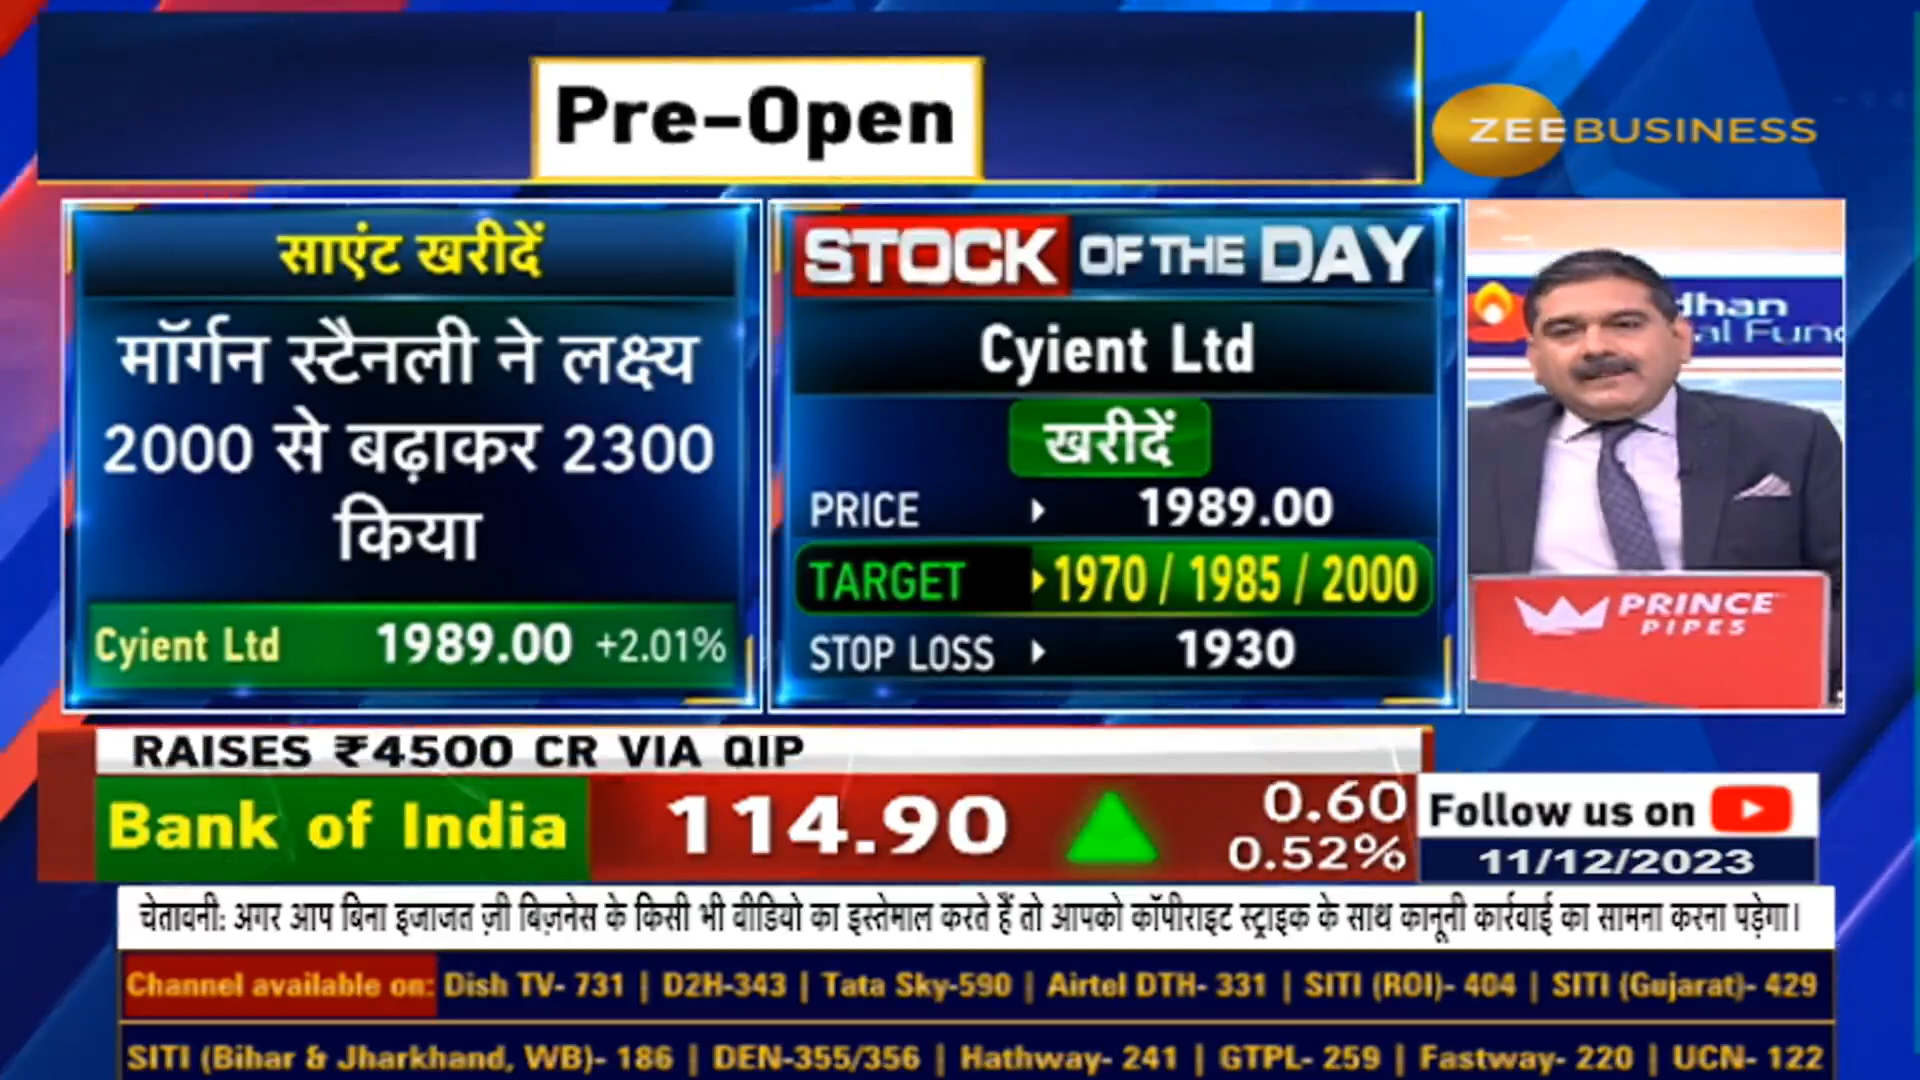 Pre-Open
ZEEBUSINESS
साएंट खरीदें
मॉर्गन स्टैनली ने लक्ष्य
2000 से बढ़ाकर 2300
किया
Cyient Ltd 1989.00 +2.01%
STOCK OF THE DAY
Cyient Ltd
खरीदें
PRICE 1989.00
TARGET 1970 / 1985 / 2000
STOP LOSS 1930
dhan
al Fund
PRINCE
PIPES
RAISES ₹4500 CR VIA QIP
Bank of India 114.90 0.60
0.52%
Follow us on
11/12/2023
चेतावनी: अगर आप बिना इजाजत ज़ी बिज़नेस के किसी भी वीडियो का इस्तेमाल करते हैं तो आपको कॉपीराइट स्ट्राइक के साथ कानूनी कार्रवाई का सामना करना पड़ेगा।
Channel available on: Dish TV- 731 | D2H-343 | Tata Sky-590 | Airtel DTH- 331 | SITI (ROI)- 404 | SITI (Gujarat)- 429
SITI (Bihar & Jharkhand, WB)- 186 | DEN-355/356 | Hathway- 241 | GTPL- 259 | Fastway- 220 | UCN- 122